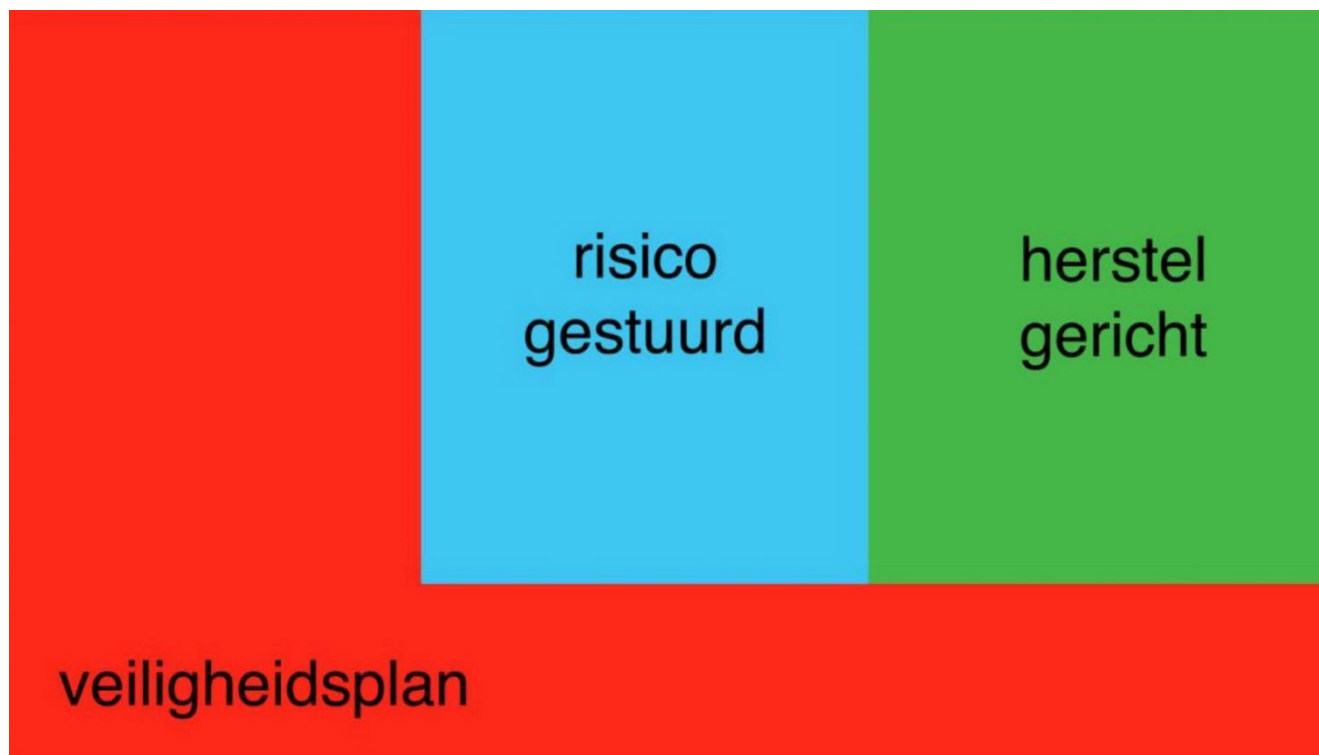 risico
gestuurd
herstel
gericht
veiligheidsplan